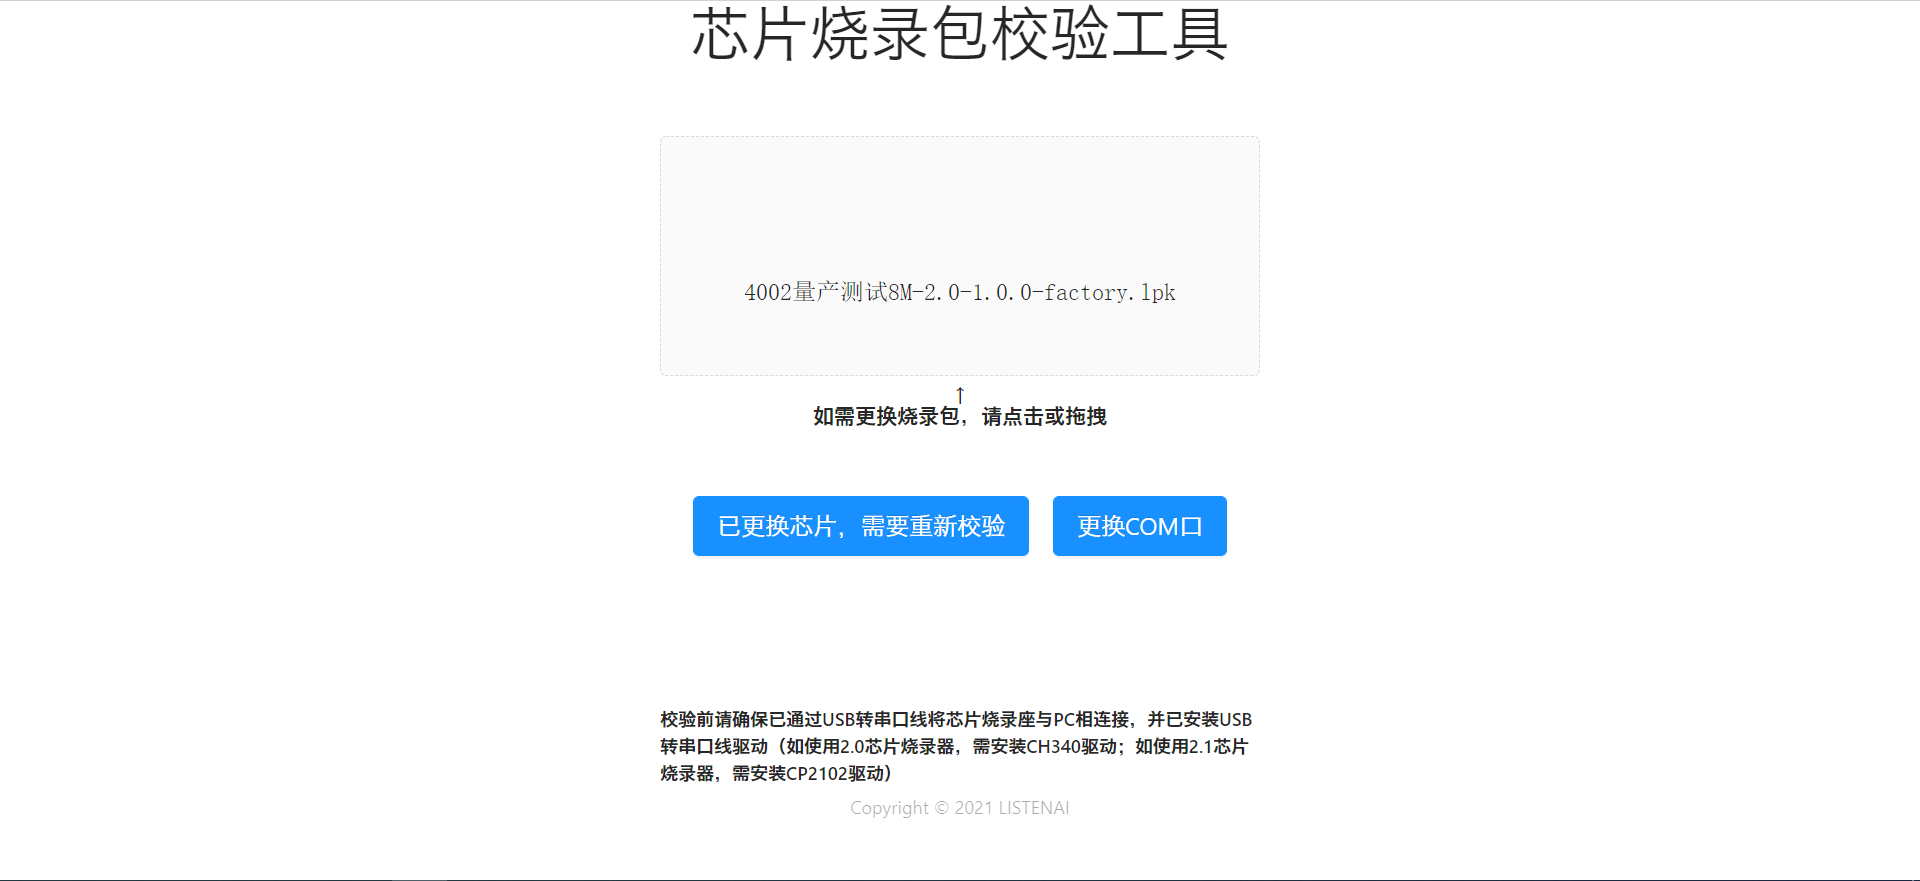 芯片烧录包校验工具
4002量产测试8M-2.0-1.0.0-factory.lpk
↑
如需更换烧录包，请点击或拖拽
已更换芯片，需要重新校验
更换COM口
校验前请确保已通过USB转串口线将芯片烧录座与PC相连接，并已安装USB
转串口线驱动（如使用2.0芯片烧录器，需安装CH340驱动；如使用2.1芯片
烧录器，需安装CP2102驱动）
Copyright © 2021 LISTENAI